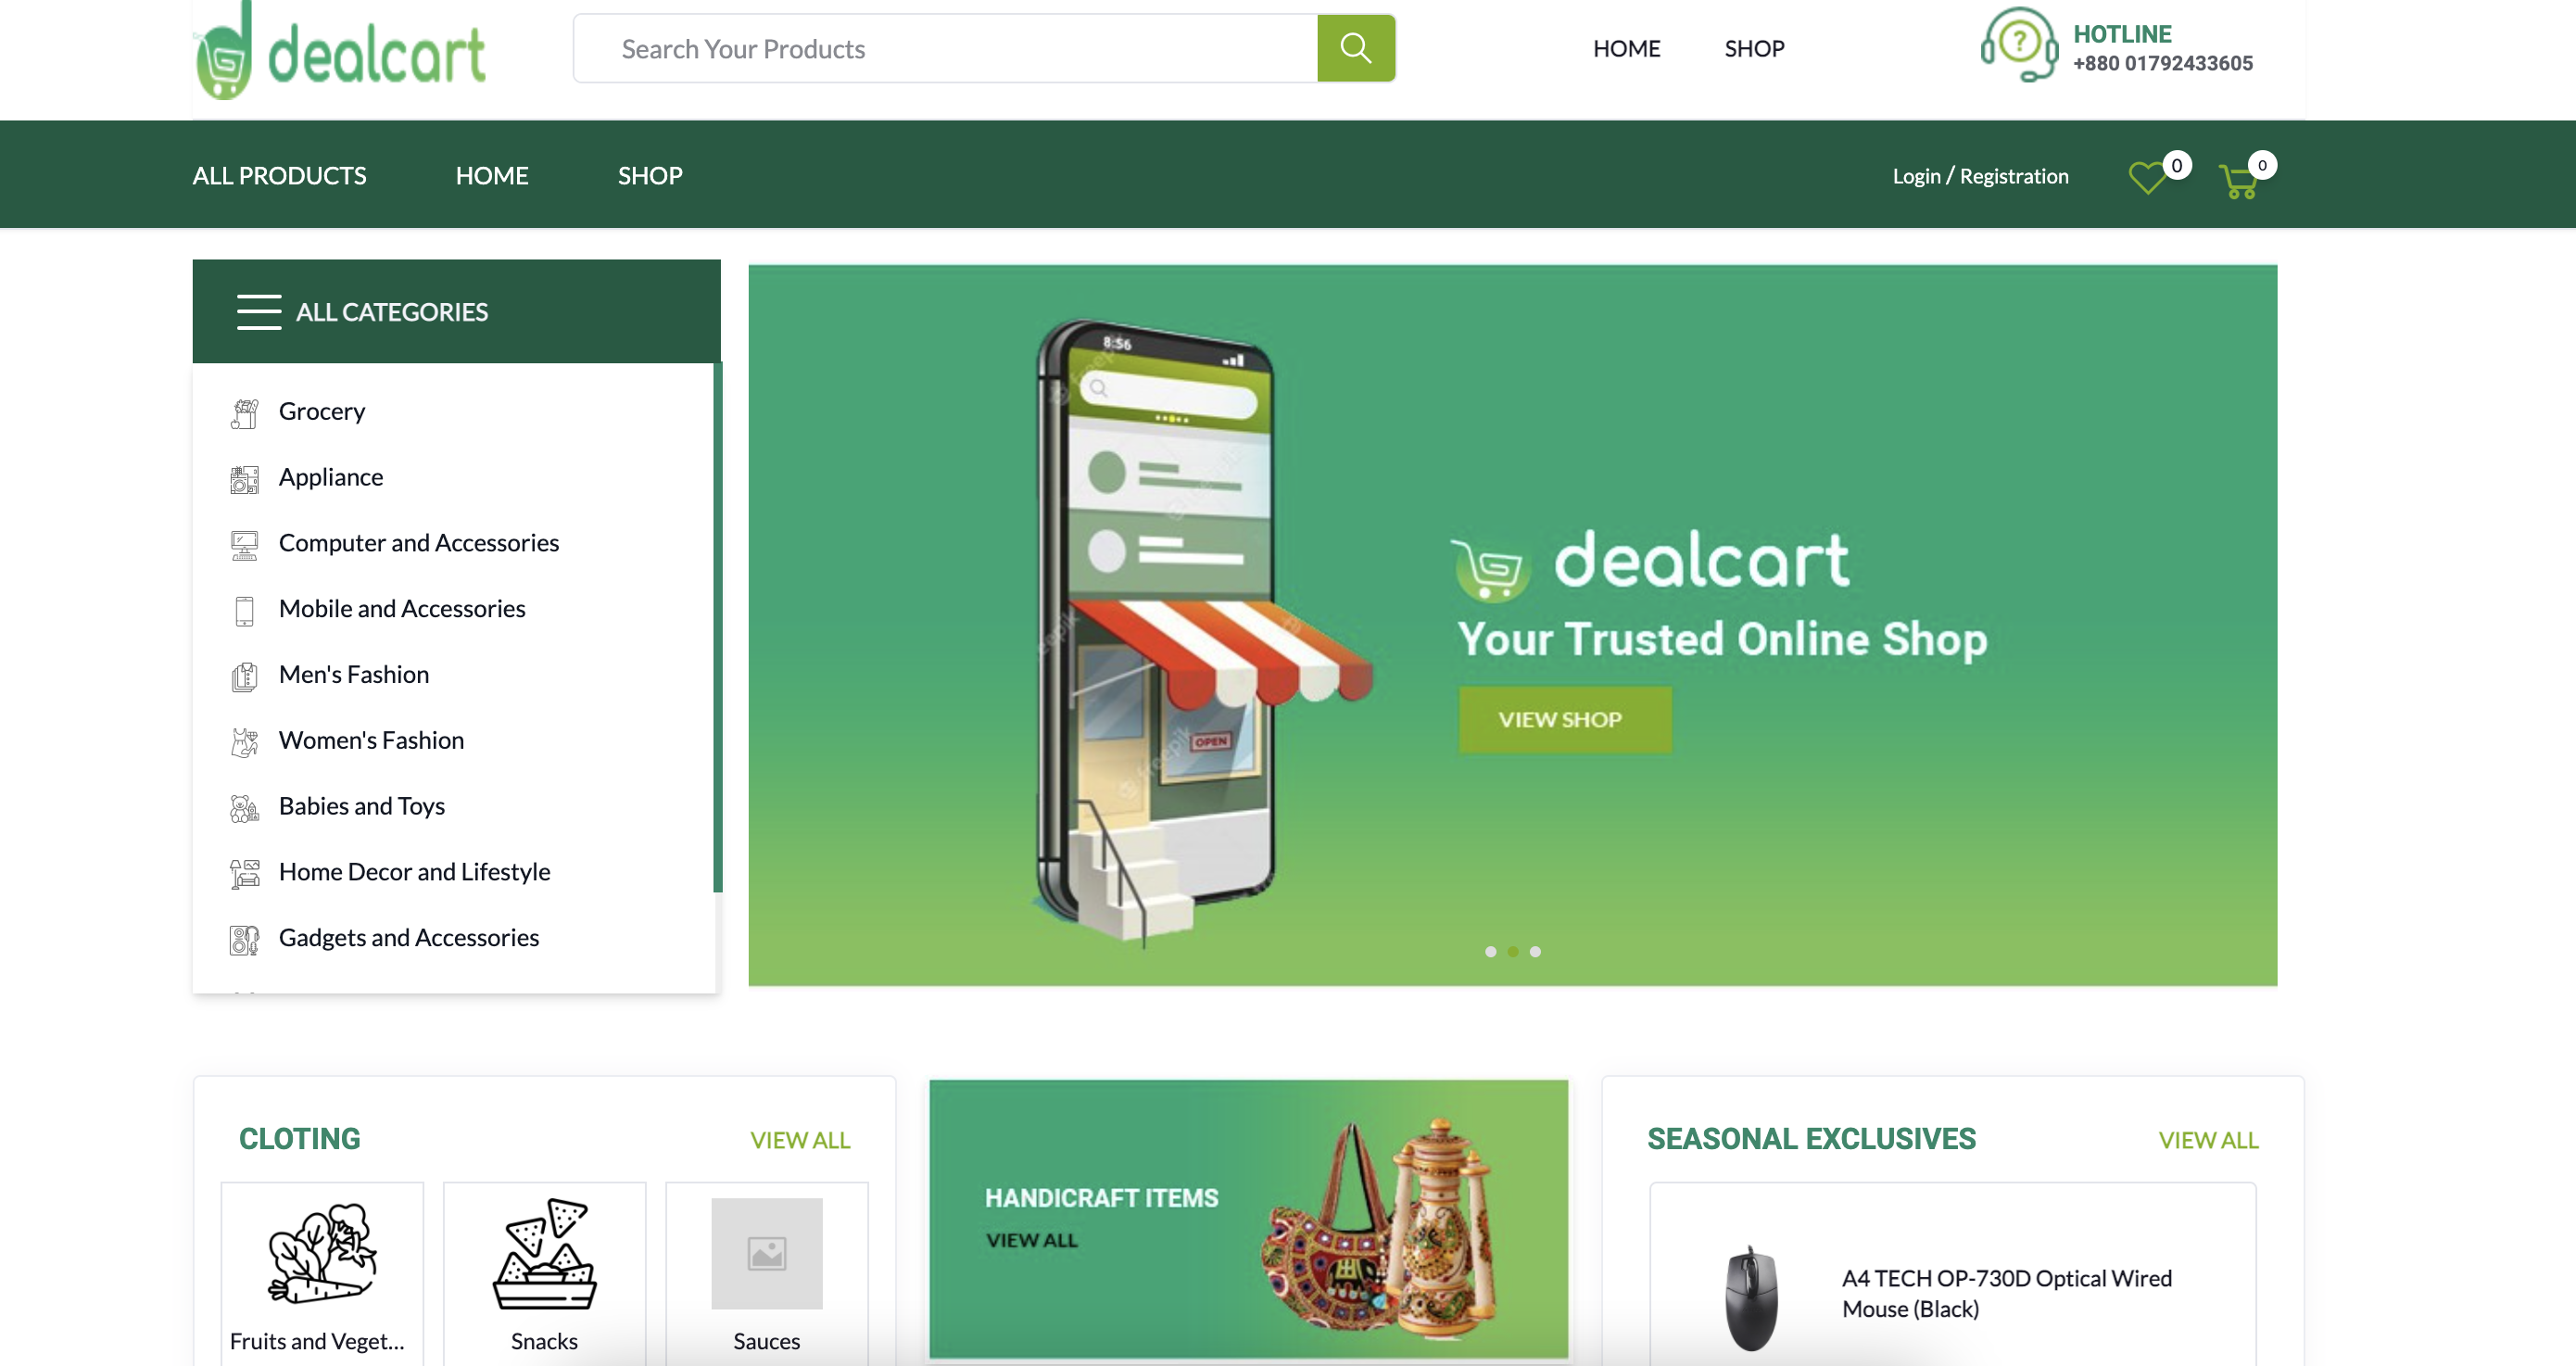 dealcart
Search Your Products
HOME
SHOP
HOTLINE
+880 01792433605
ALL PRODUCTS
HOME
SHOP
Login / Registration
0
0
ALL CATEGORIES
Grocery
Appliance
Computer and Accessories
Mobile and Accessories
Men's Fashion
Women's Fashion
Babies and Toys
Home Decor and Lifestyle
Gadgets and Accessories
8:56
OPEN
freepik
dealcart
Your Trusted Online Shop
VIEW SHOP
CLOTING
VIEW ALL
Fruits and Veget...
Snacks
Sauces
HANDICRAFT ITEMS
VIEW ALL
SEASONAL EXCLUSIVES
VIEW ALL
A4 TECH OP-730D Optical Wired
Mouse (Black)